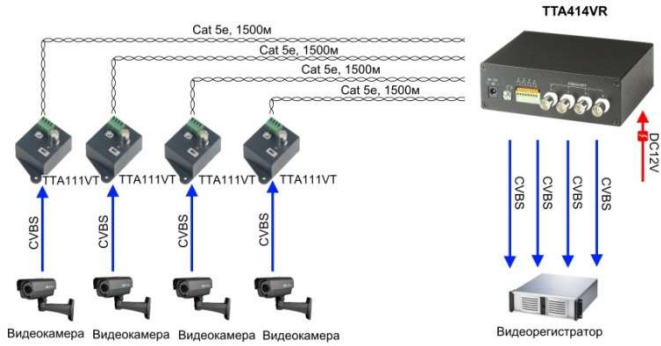 TTA414VR
Cat 5e, 1500м
Cat 5e, 1500м
Cat 5e, 1500м
Cat 5e, 1500м
TTA111VT
TTA111VT
TTA111VT
TTA111VT
CVBS
CVBS
CVBS
CVBS
CVBS
CVBS
CVBS
CVBS
DC12V
Видеокамера
Видеокамера
Видеокамера
Видеокамера
Видеорегистратор